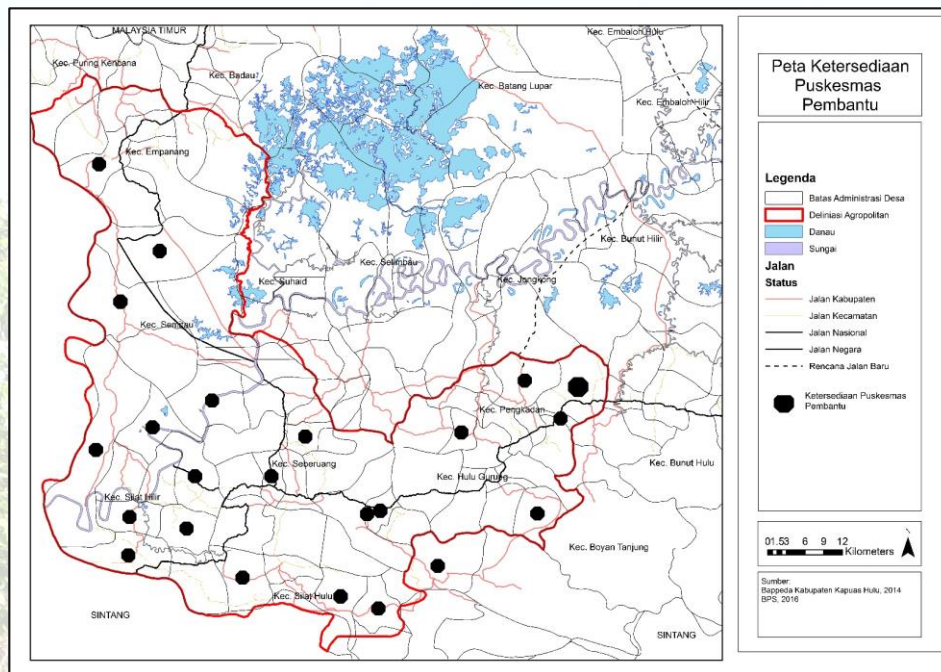 MALAYSIA TIMUR
Kec. Embaloh Hulu
Kec. Puring Kencana
Kec. Badau
Kec. Batang Lupar
Kec. Embaloh Hilir
Kec. Empanang
Kec. Bunut Hilir
Kec. Selimbau
Kec. Suhaid
Kec. Jongkong
Kec. Semitau
Kec. Pengkadan
Kec. Seberuang
Kec. Hulu Gurung
Kec. Bunut Hulu
Kec. Silat Hilir
Kec. Boyan Tanjung
Kec. Silat Hulu
SINTANG
SINTANG
Peta Ketersediaan
Puskesmas
Pembantu
Legenda
Batas Administrasi Desa
Deliniasi Agropolitan
Danau
Sungai
Jalan
Status
Jalan Kabupaten
Jalan Kecamatan
Jalan Nasional
Jalan Negara
Rencana Jalan Baru
Ketersediaan Puskesmas
Pembantu
01.53 6 9 12
Kilometers
Sumber:
Bappeda Kabupaten Kapuas Hulu, 2014
BPS, 2016